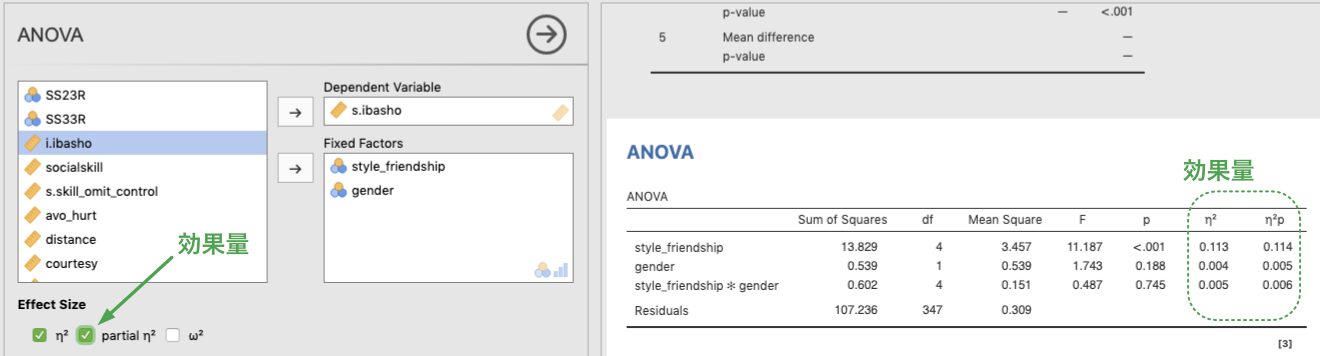 ANOVA
SS23R
SS33R
i.ibasho
socialskill
s.skill_omit_control
avo_hurt
distance
courtesy
効果量
Dependent Variable
s.ibasho
Fixed Factors
style_friendship
gender
Effect Size
η² partial η² ω²
p-value — <.001
5 Mean difference —
p-value —
ANOVA
効果量
ANOVA
Sum of Squares df Mean Square F p η² η²p
style_friendship 13.829 4 3.457 11.187 <.001 0.113 0.114
gender 0.539 1 0.539 1.743 0.188 0.004 0.005
style_friendship ✻ gender 0.602 4 0.151 0.487 0.745 0.005 0.006
Residuals 107.236 347 0.309
[3]